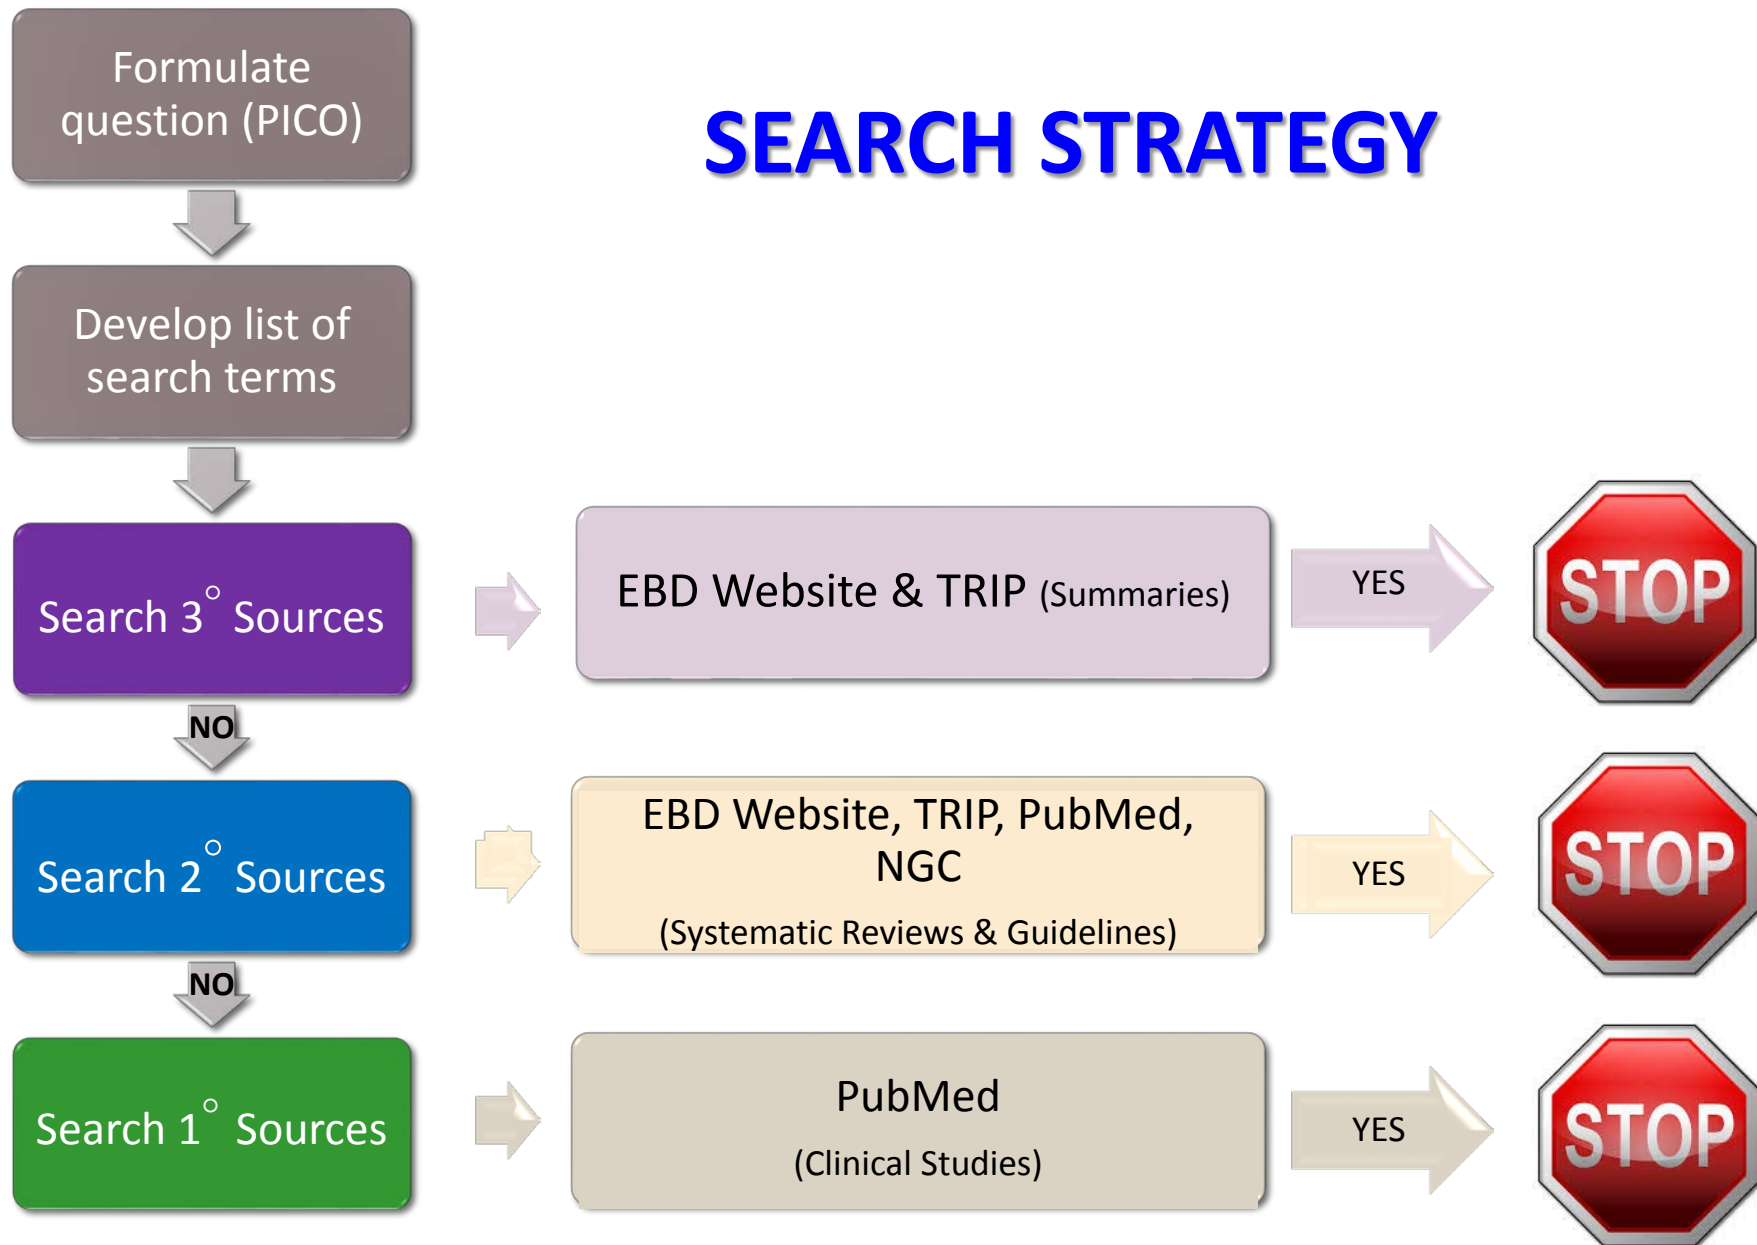 Formulate
question (PICO)
SEARCH STRATEGY
Develop list of
search terms
Search 3° Sources
EBD Website & TRIP (Summaries)
YES
STOP
NO
Search 2° Sources
EBD Website, TRIP, PubMed,
NGC
(Systematic Reviews & Guidelines)
YES
STOP
NO
Search 1° Sources
PubMed
(Clinical Studies)
YES
STOP